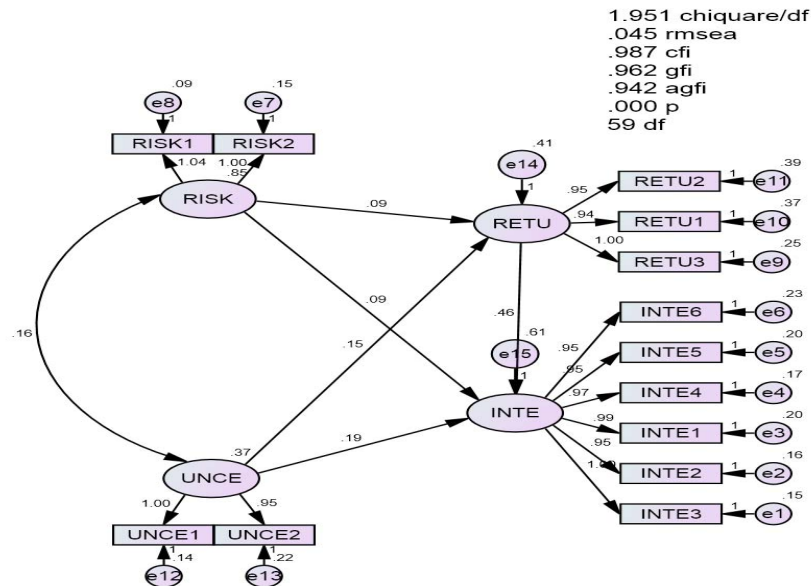 1.951 chiquare/df
.045 rmsea
.987 cfi
.962 gfi
.942 agfi
.000 p
59 df
.09
.15
e8
e7
1
1
RISK1
RISK2
1.04
1.00
.85
RISK
.41
e14
1
RETU
.09
.95
.94
1.00
RETU2
1
e11
.39
RETU1
1
e10
.37
RETU3
1
e9
.25
.09
.46
.61
e15
1
.16
.15
.19
INTE
.95
.95
.97
.99
.95
INTE6
1
e6
.23
INTE5
1
e5
.20
INTE4
1
e4
.17
INTE1
1
e3
.20
INTE2
1
e2
.16
INTE3
1
e1
.15
.37
UNCE
1.00
.95
UNCE1
UNCE2
1
1
.14
.22
e12
e13